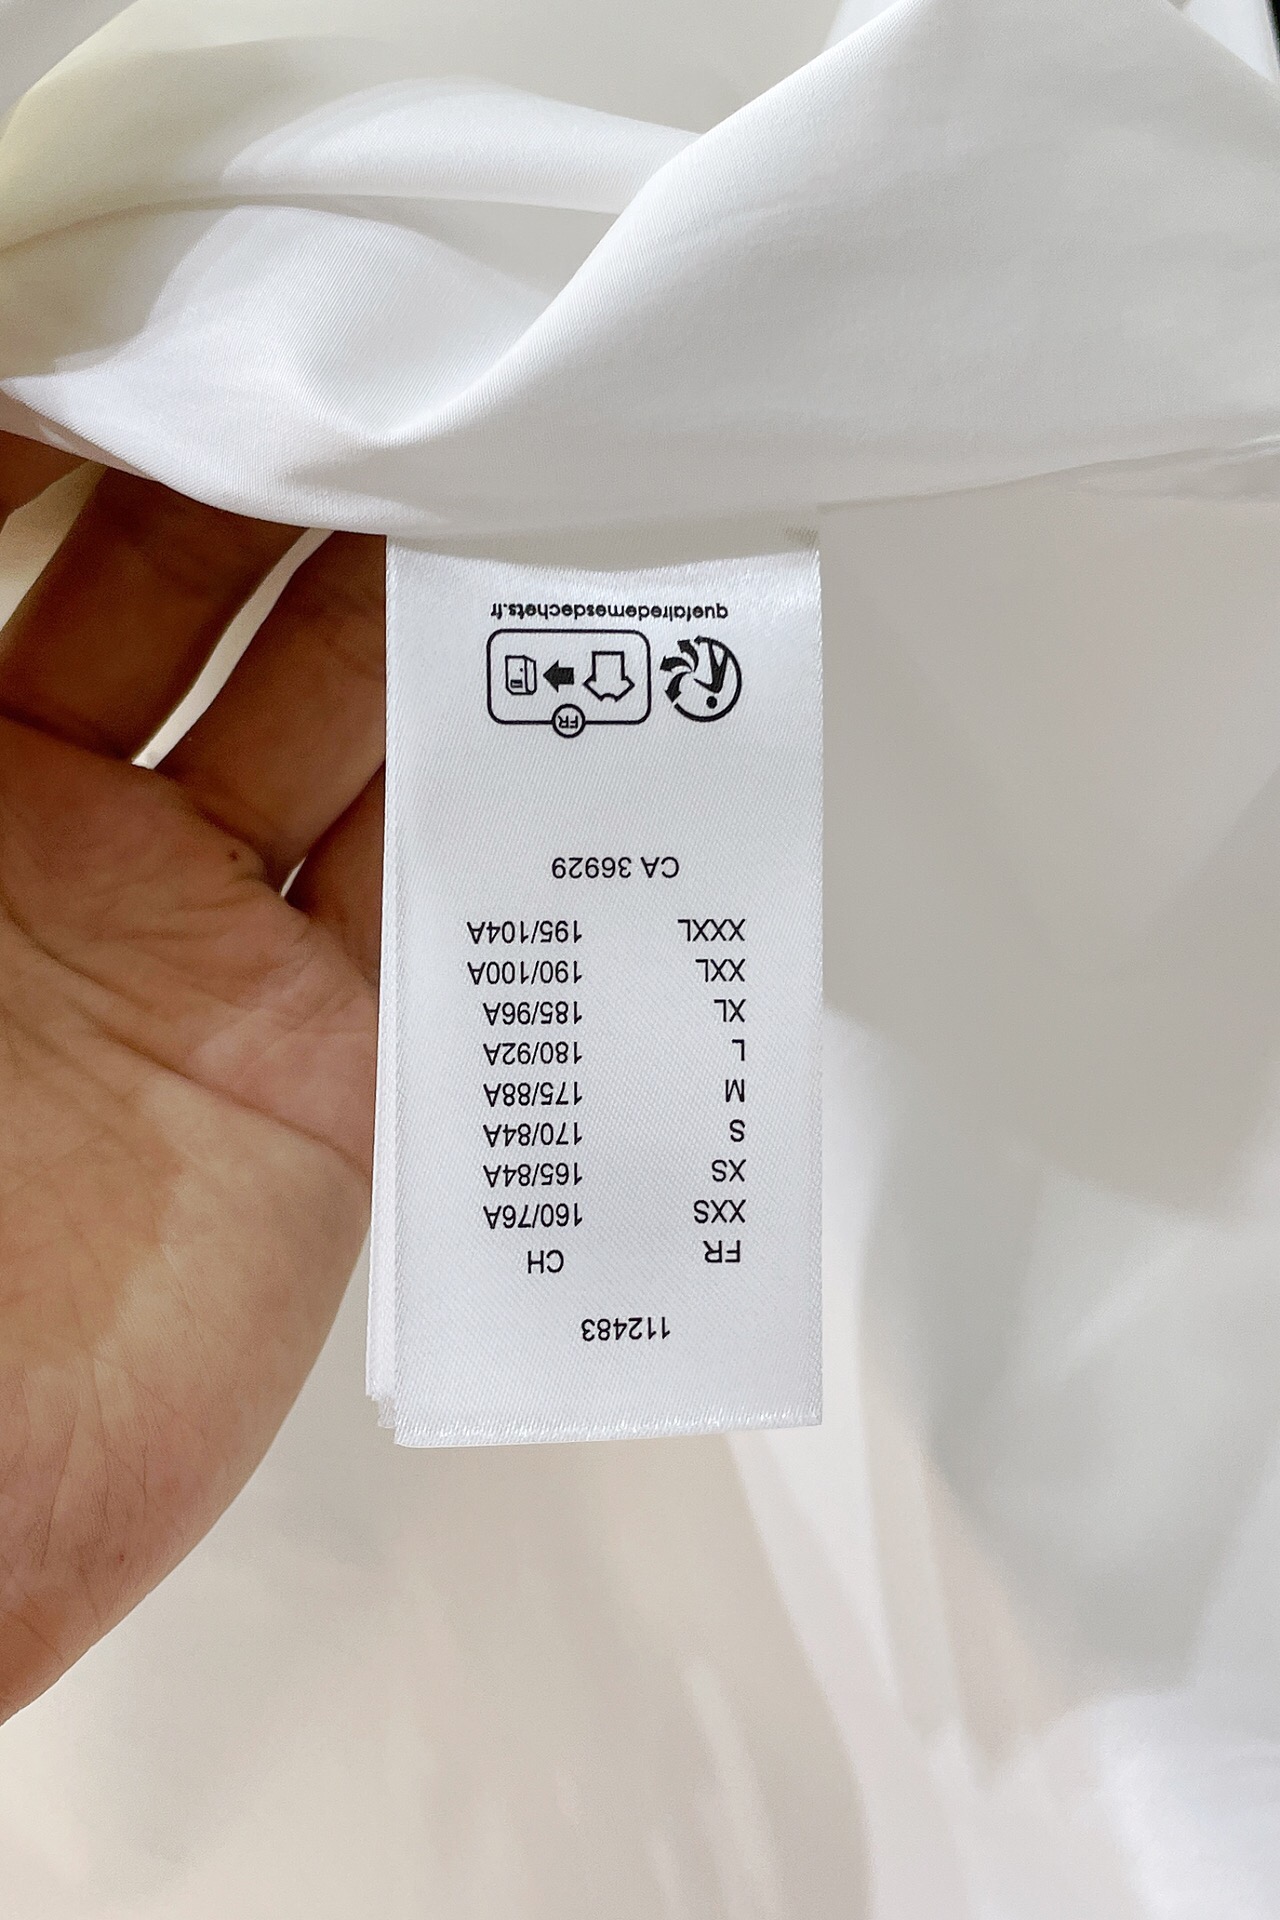 112483
FR CH
XXS 160/76A
XS 165/84A
S 170/84A
M 175/88A
L 180/92A
XL 185/96A
XXL 190/100A
XXXL 195/104A
CA 36929
FR
quefairedemesdechets.fr